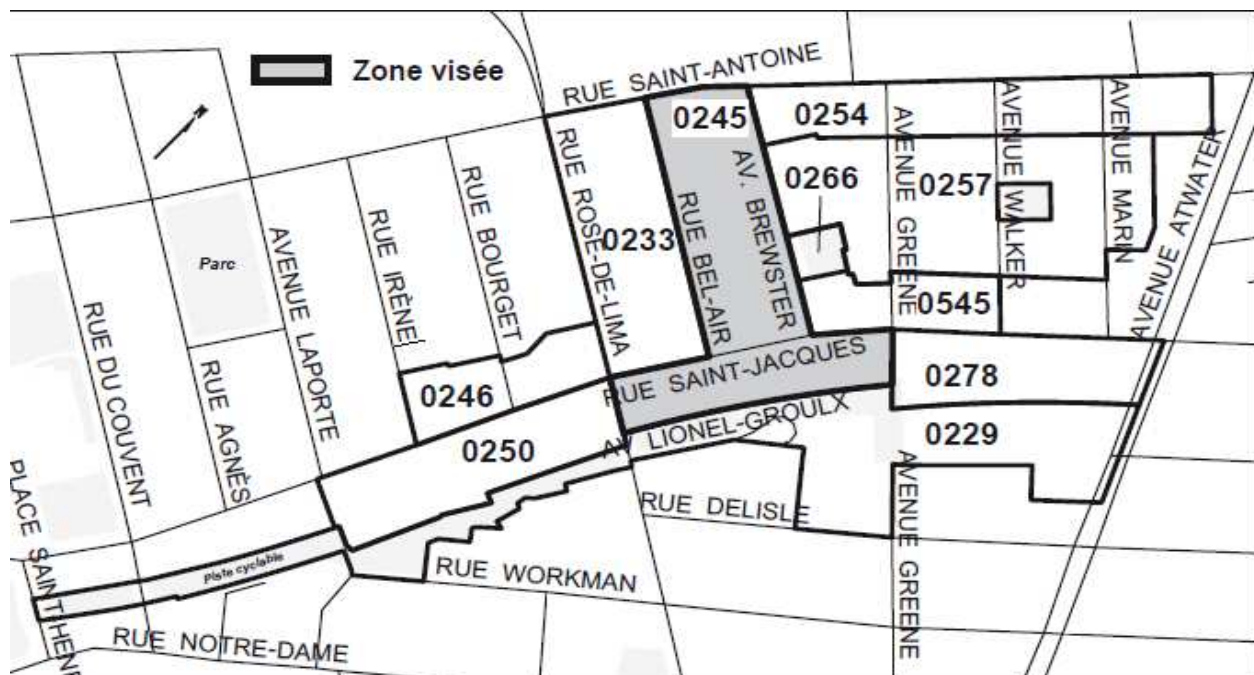 Zone visée
RUE SAINT-ANTOINE
0245
0254
0266
0257
0233
0545
0246
0250
0278
0229
Parc
RUE ROSE-DE-LIMA
RUE BEL-AIR
AV. BREWSTER
AVENUE GREENE
AVENUE WALKER
AVENUE MARIN
AVENUE ATWATER
RUE BOURGET
RUE IRÈNE
AVENUE LAPORTE
RUE AGNÈS
RUE DU COUVENT
RUE SAINT-JACQUES
AV LIONEL-GROULX
RUE DELISLE
AVENUE GREENE
RUE WORKMAN
Piste cyclable
RUE NOTRE-DAME
PLACE SAINT-HENRI